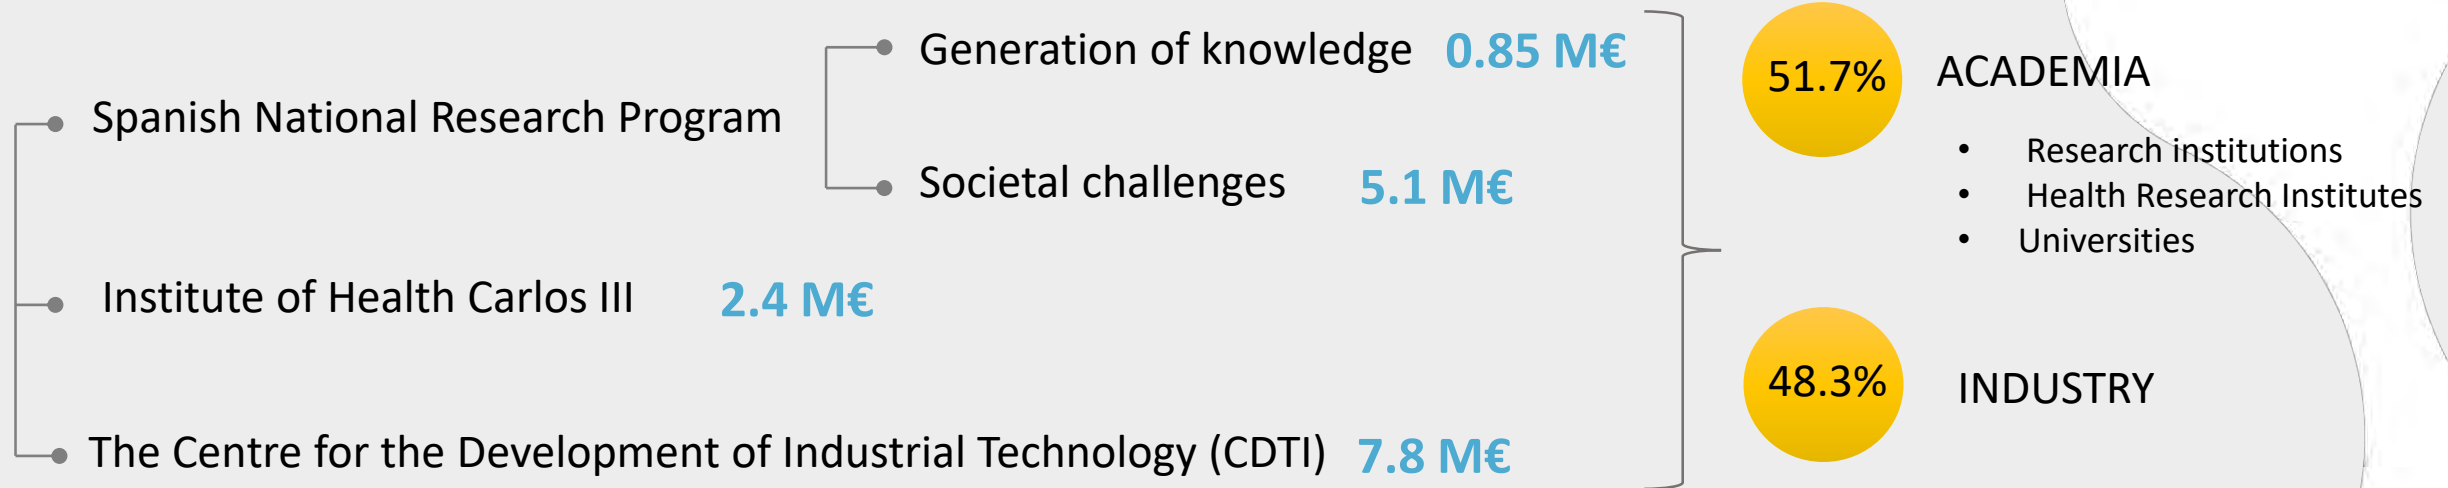 Spanish National Research Program
Generation of knowledge 0.85 M€
Societal challenges 5.1 M€
Institute of Health Carlos III 2.4 M€
The Centre for the Development of Industrial Technology (CDTI) 7.8 M€
51.7% ACADEMIA
• Research institutions
• Health Research Institutes
• Universities
48.3% INDUSTRY